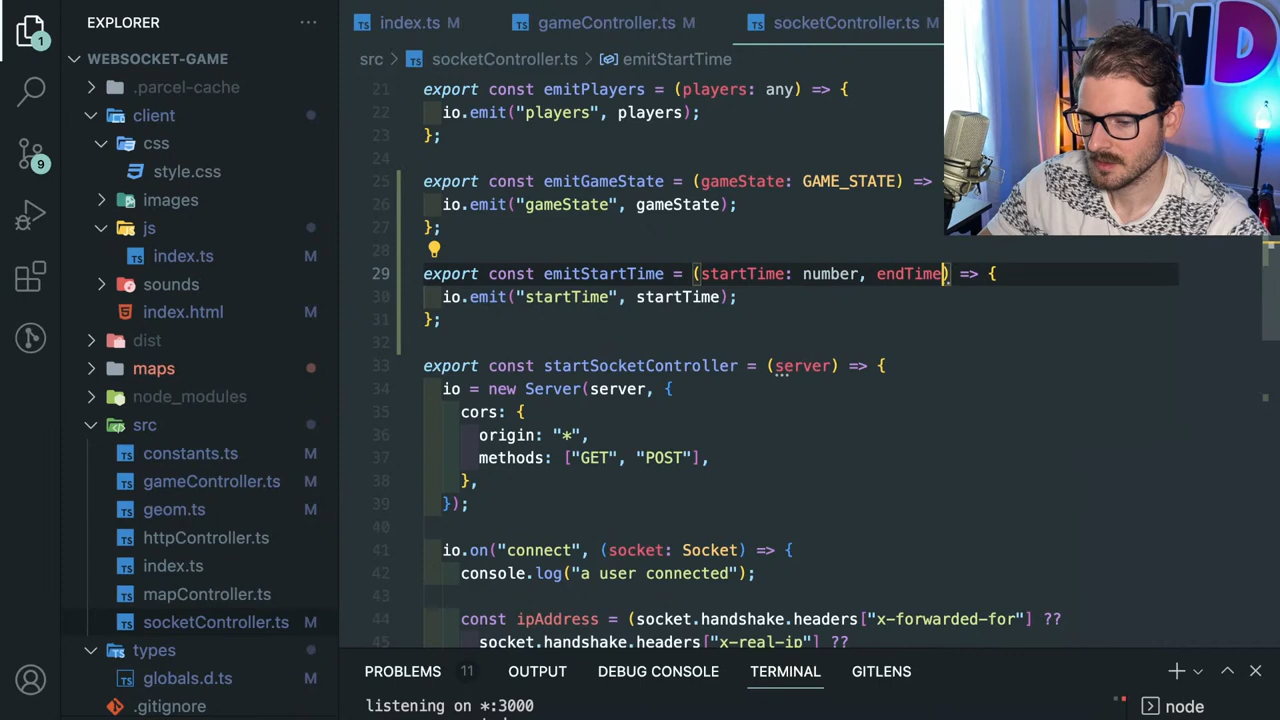 EXPLORER
WEBSOCKET-GAME
.parcel-cache
client
css
style.css
images
js
index.ts
sounds
index.html M
dist
maps
node_modules
src
constants.ts M
gameController.ts M
geom.ts M
httpController.ts
index.ts
mapController.ts
socketController.ts M
types
globals.d.ts M
.gitignore M
1
9
TS index.ts M
TS gameController.ts M
TS socketController.ts M
src > TS socketController.ts > emitStartTime
21 export const emitPlayers = (players: any) => {
22 io.emit("players", players);
23 };
24
25 export const emitGameState = (gameState: GAME_STATE) =>
26 io.emit("gameState", gameState);
27 };
28
29 export const emitStartTime = (startTime: number, endTime) => {
30 io.emit("startTime", startTime);
31 };
32
33 export const startSocketController = (server) => {
34 io = new Server(server, {
35 cors: {
36 origin: "*",
37 methods: ["GET", "POST"],
38 },
39 });
40
41 io.on("connect", (socket: Socket) => {
42 console.log("a user connected");
43
44 const ipAddress = (socket.handshake.headers["x-forwarded-for"] ??
45 socket.handshake.headers["x-real-ip"] ??
PROBLEMS 11 OUTPUT DEBUG CONSOLE TERMINAL GITLENS
listening on *:3000
node
WD